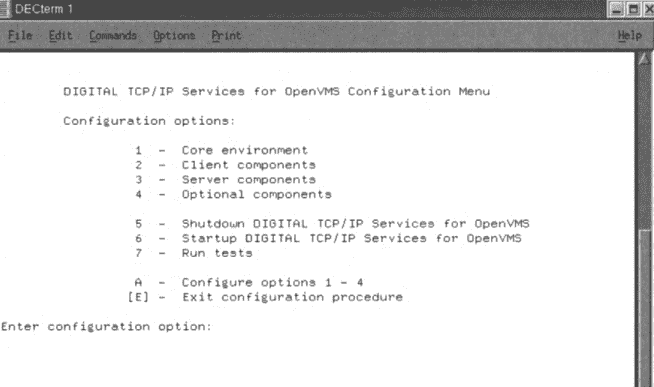 DECterm 1
File Edit Commands Options Print Help
DIGITAL TCP/IP Services for OpenVMS Configuration Menu
Configuration options:
1 - Core environment
2 - Client components
3 - Server components
4 - Optional components
5 - Shutdown DIGITAL TCP/IP Services for OpenVMS
6 - Startup DIGITAL TCP/IP Services for OpenVMS
7 - Run tests
A - Configure options 1 - 4
[E] - Exit configuration procedure
Enter configuration option: